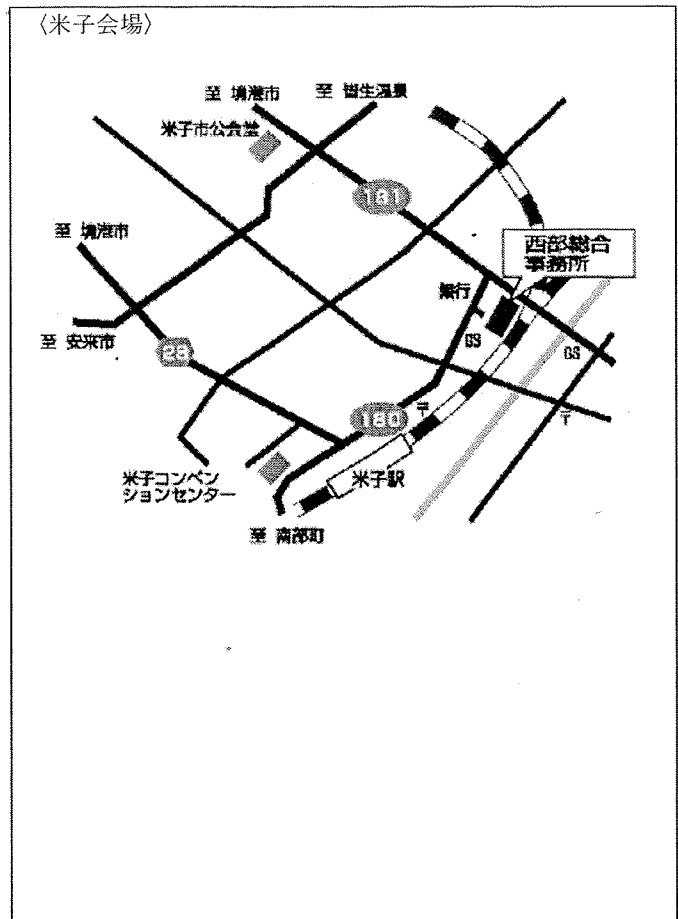 〈米子会場〉
至 境港市
至 皆生温泉
米子市公会堂
181
至 境港市
西部総合
事務所
銀行
GS
GS
至 安来市
28
〒
180
〒
米子コンベン
ションセンター
米子駅
至 南部町